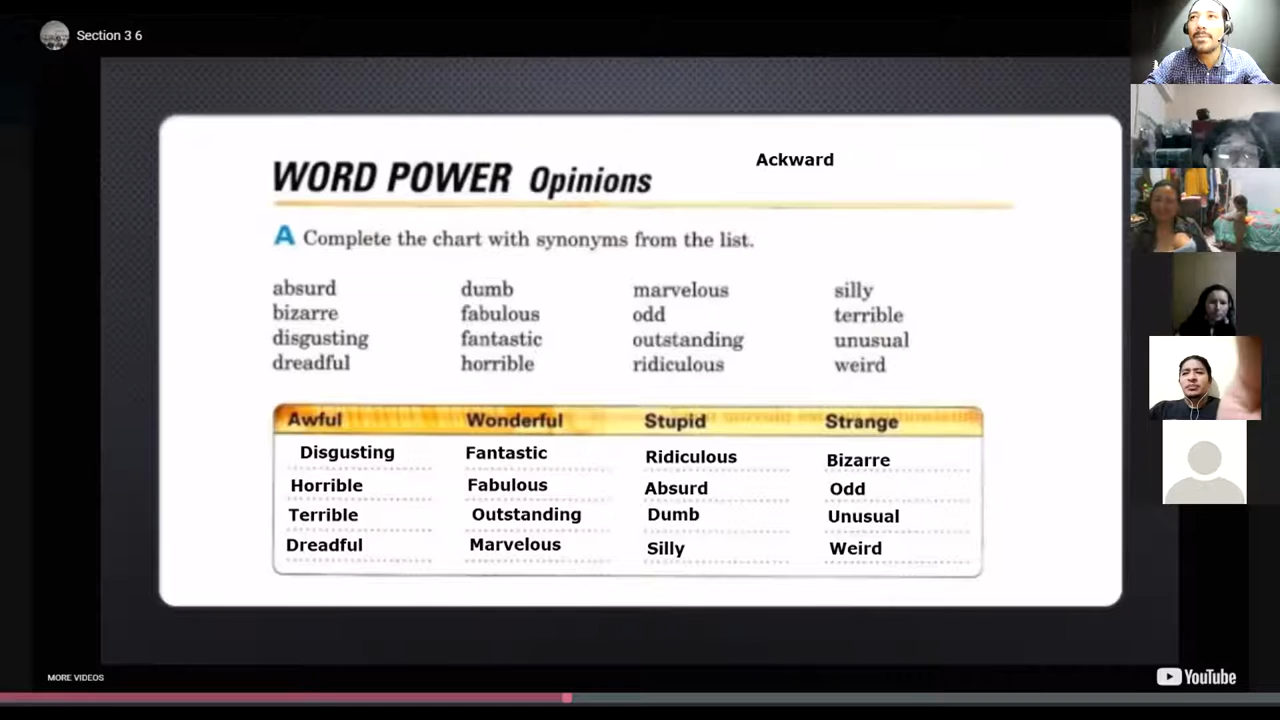 Section 3 6
Ackward
WORD POWER Opinions
A Complete the chart with synonyms from the list.
absurd dumb marvelous silly
bizarre fabulous odd terrible
disgusting fantastic outstanding unusual
dreadful horrible ridiculous weird
Awful Wonderful Stupid Strange
Disgusting Fantastic Ridiculous Bizarre
Horrible Fabulous Absurd Odd
Terrible Outstanding Dumb Unusual
Dreadful Marvelous Silly Weird
MORE VIDEOS
YouTube